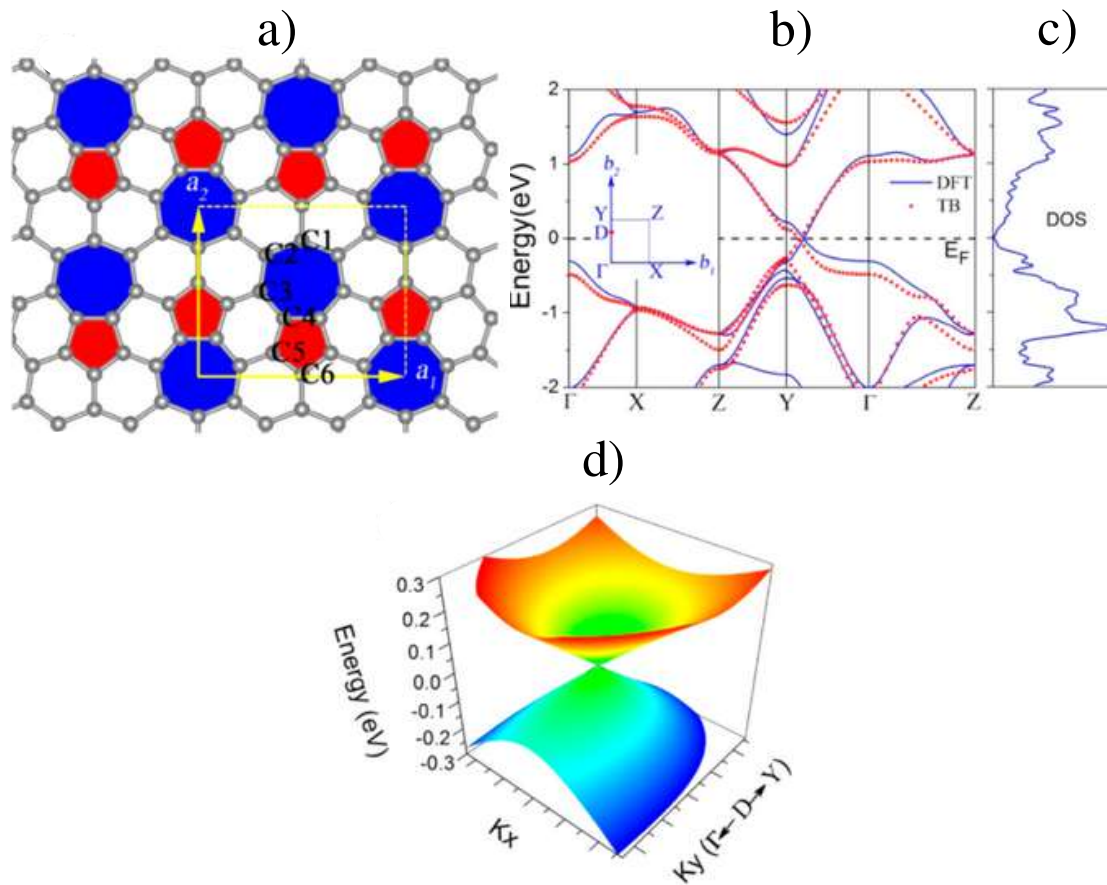 a)
b)
c)
a₂
C1
C2
C3
C4
C5
C6
a₁
Energy(eV)
2
1
0
-1
-2
b₂
Y
Z
D
Γ
X
b₁
DFT
TB
E_F
Γ X Z Y Γ Z
DOS
d)
Energy (eV)
0.3
0.2
0.1
0.0
-0.1
-0.2
-0.3
Kx
Ky (Γ← D→Y)